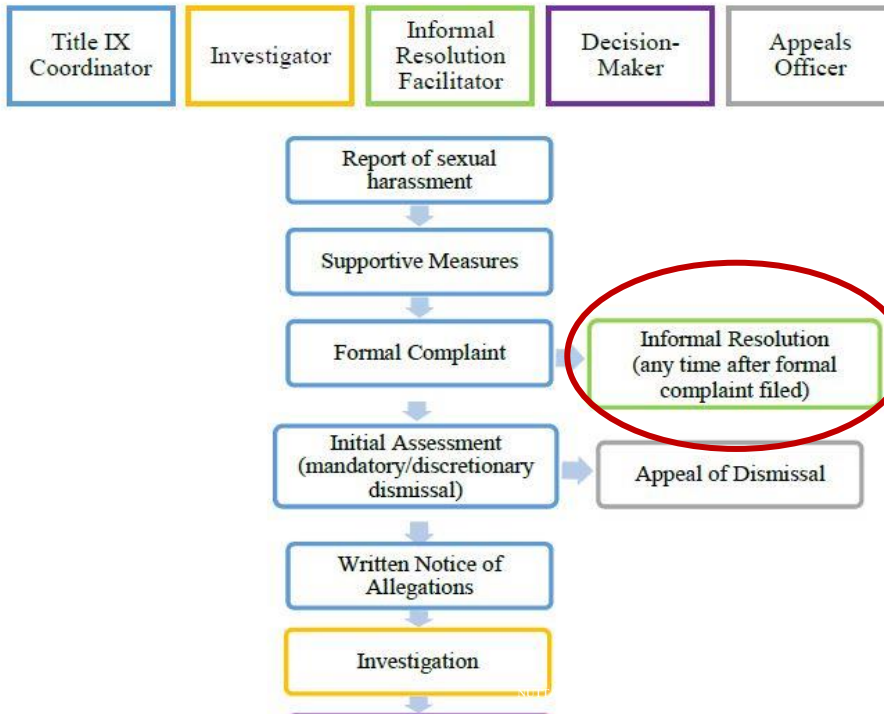 Title IX
Coordinator
Investigator
Informal
Resolution
Facilitator
Decision-
Maker
Appeals
Officer
Report of sexual
harassment
Supportive Measures
Formal Complaint
Informal Resolution
(any time after formal
complaint filed)
Initial Assessment
(mandatory/discretionary
dismissal)
Appeal of Dismissal
Written Notice of
Allegations
Investigation